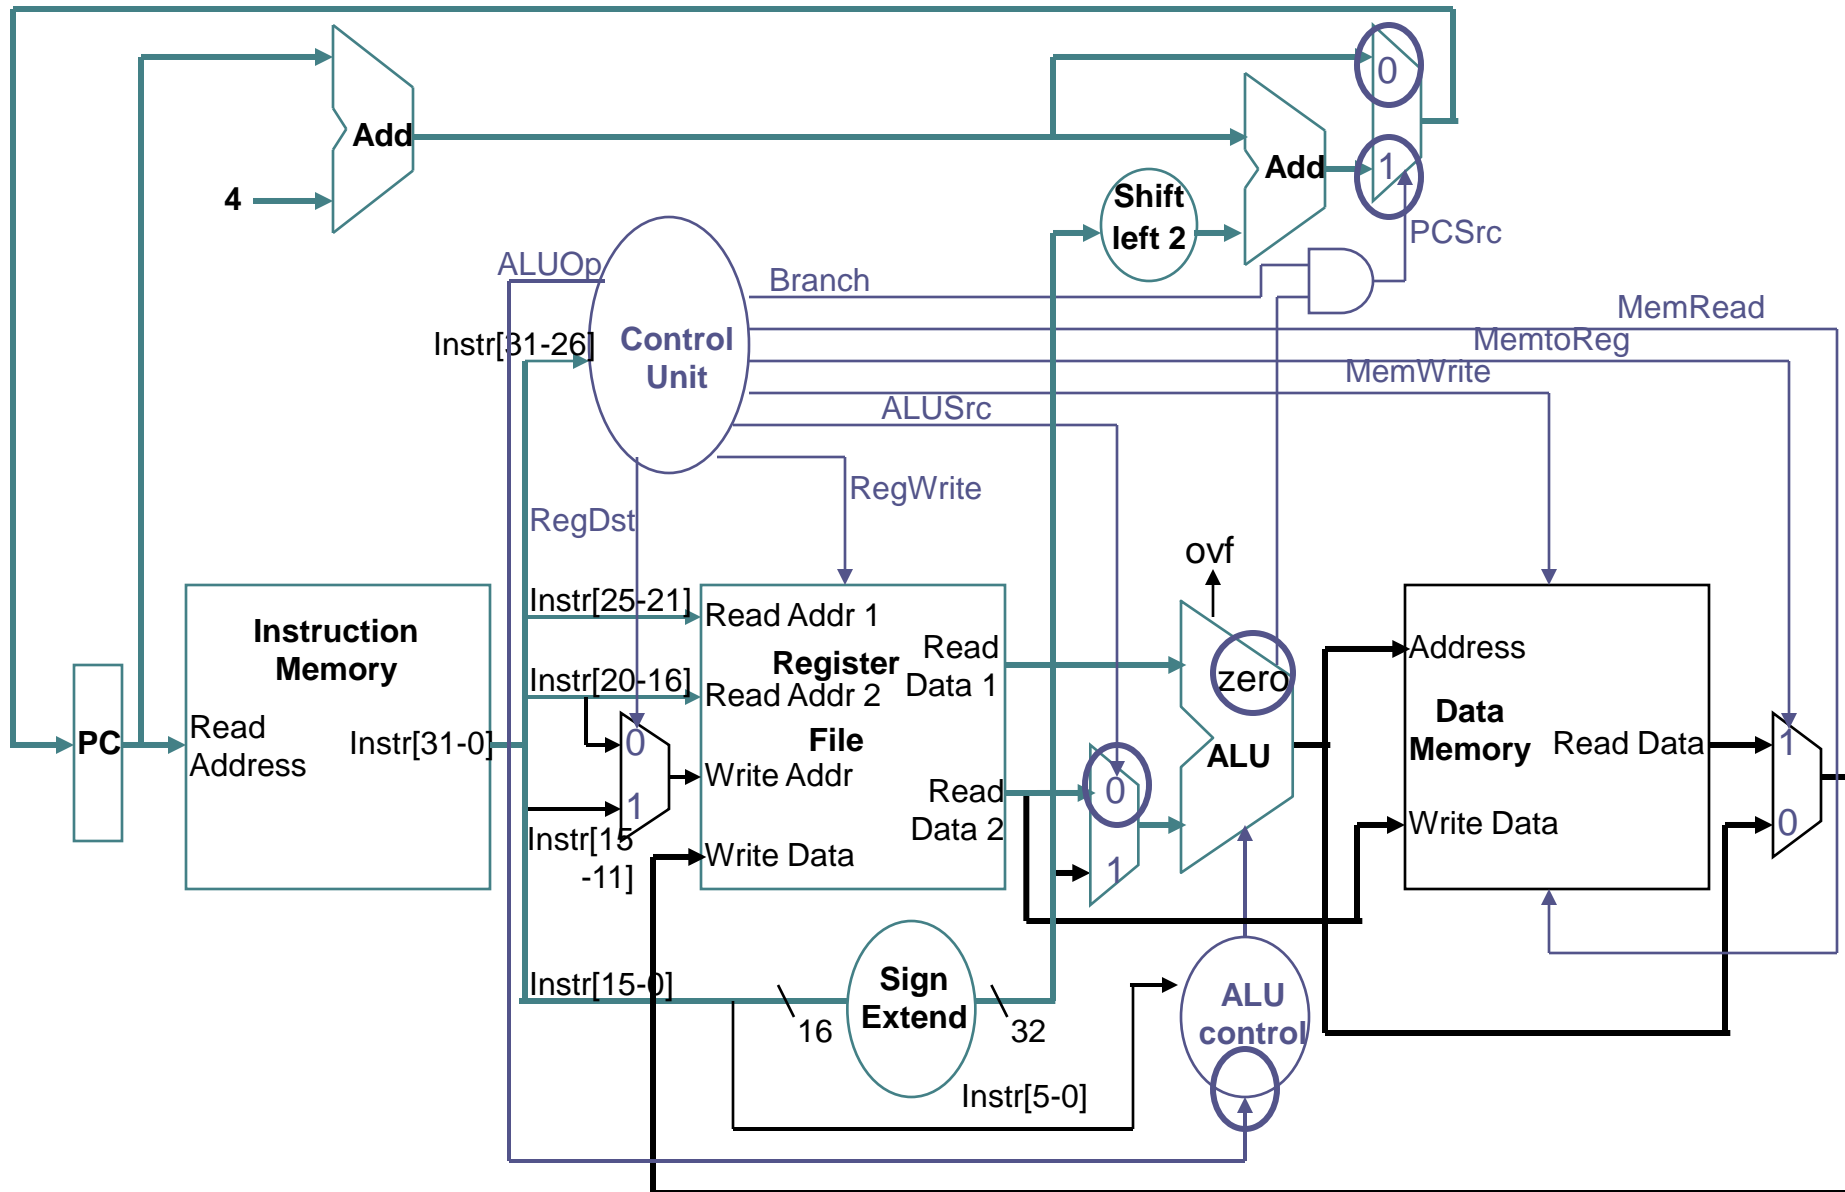 0
Add
1
Add
Shift
left 2
4
PCSrc
ALUOp
Branch
MemRead
Instr[31-26]
Control
Unit
MemtoReg
MemWrite
ALUSrc
RegWrite
RegDst
ovf
Instr[25-21]
Read Addr 1
Instruction
Memory
Register
File
Read
Data 1
zero
Address
Instr[20-16]
Read Addr 2
PC
Read
Address
Instr[31-0]
0
Write Addr
ALU
Data
Memory
Read Data
1
1
Read
Data 2
0
Write Data
0
Instr[15
-11]
Write Data
1
Instr[15-0]
Sign
Extend
16
32
ALU
control
Instr[5-0]